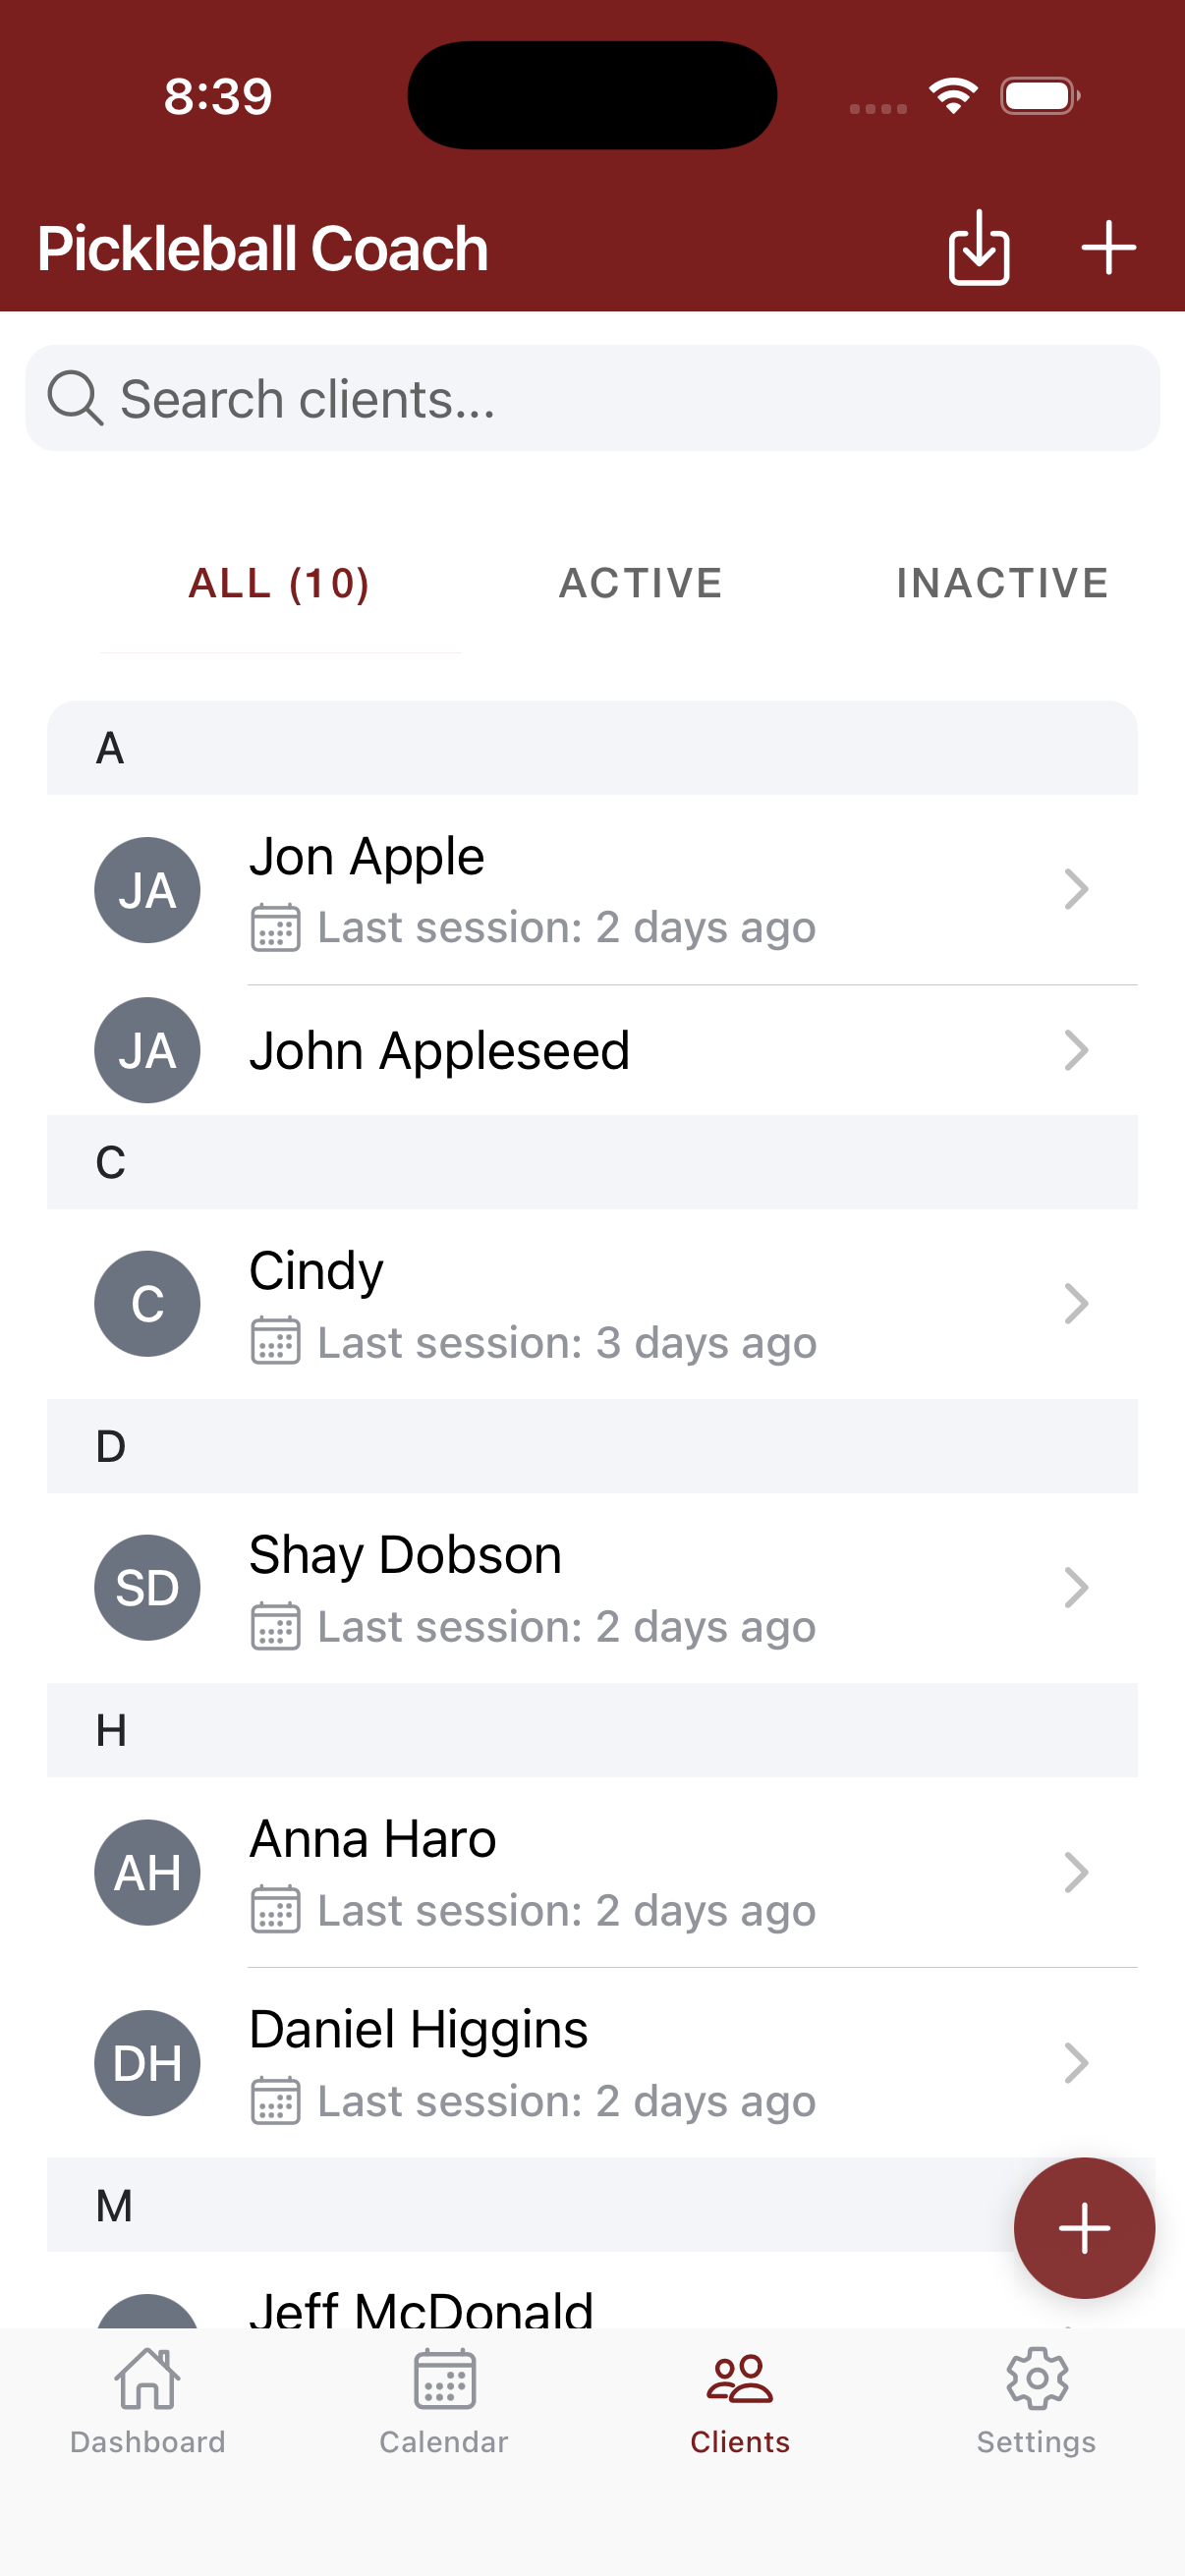 8:39
Pickleball Coach
Search clients...
ALL (10) ACTIVE INACTIVE
A
JA Jon Apple
Last session: 2 days ago
JA John Appleseed
C
C Cindy
Last session: 3 days ago
D
SD Shay Dobson
Last session: 2 days ago
H
AH Anna Haro
Last session: 2 days ago
DH Daniel Higgins
Last session: 2 days ago
M
Jeff McDonald
Dashboard Calendar Clients Settings